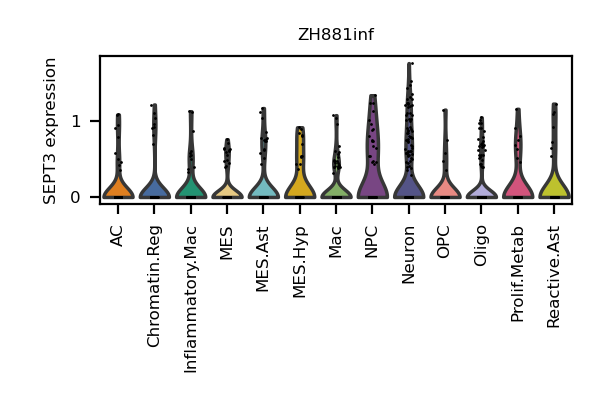 ZH881inf
SEPT3 expression
1
0
AC
Chromatin.Reg
Inflammatory.Mac
MES
MES.Ast
MES.Hyp
Mac
NPC
Neuron
OPC
Oligo
Prolif.Metab
Reactive.Ast